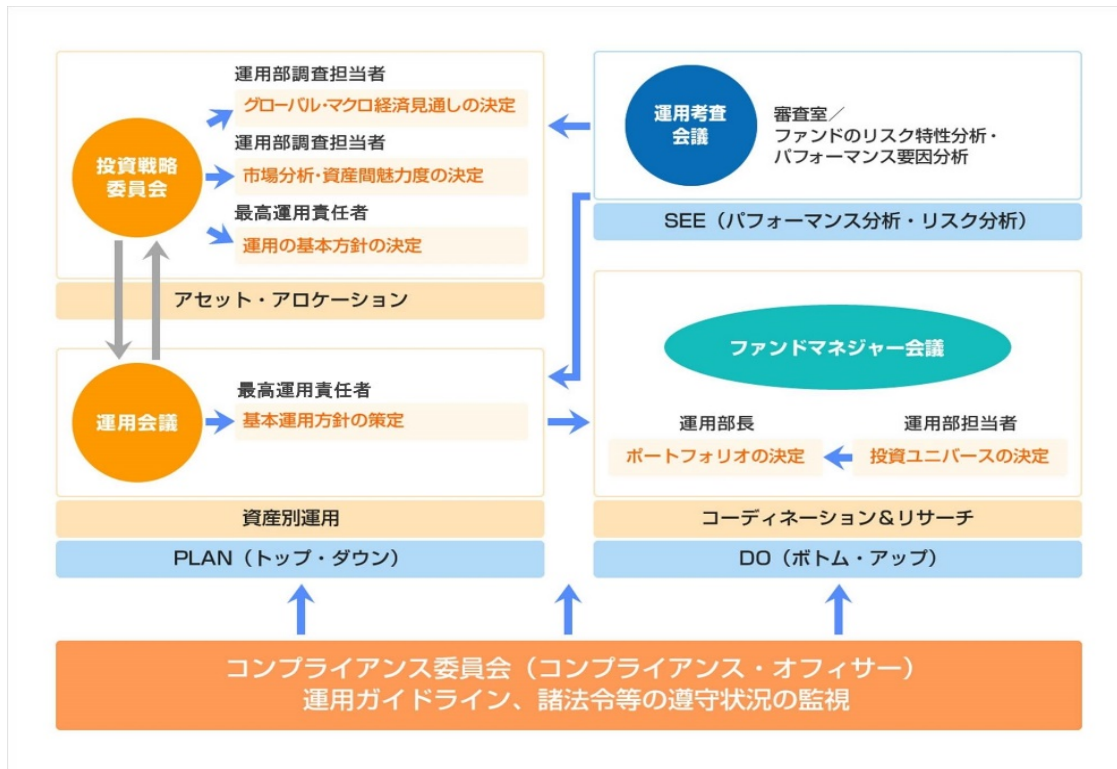 投資戦略
委員会
運用部調査担当者
グローバル・マクロ経済見通しの決定
運用部調査担当者
市場分析・資産間魅力度の決定
最高運用責任者
運用の基本方針の決定
アセット・アロケーション
運用会議
最高運用責任者
基本運用方針の策定
資産別運用
PLAN（トップ・ダウン）
運用考査
会議
審査室／
ファンドのリスク特性分析・
パフォーマンス要因分析
SEE（パフォーマンス分析・リスク分析）
ファンドマネジャー会議
運用部長
ポートフォリオの決定
運用部担当者
投資ユニバースの決定
コーディネーション＆リサーチ
DO（ボトム・アップ）
コンプライアンス委員会（コンプライアンス・オフィサー）
運用ガイドライン、諸法令等の遵守状況の監視